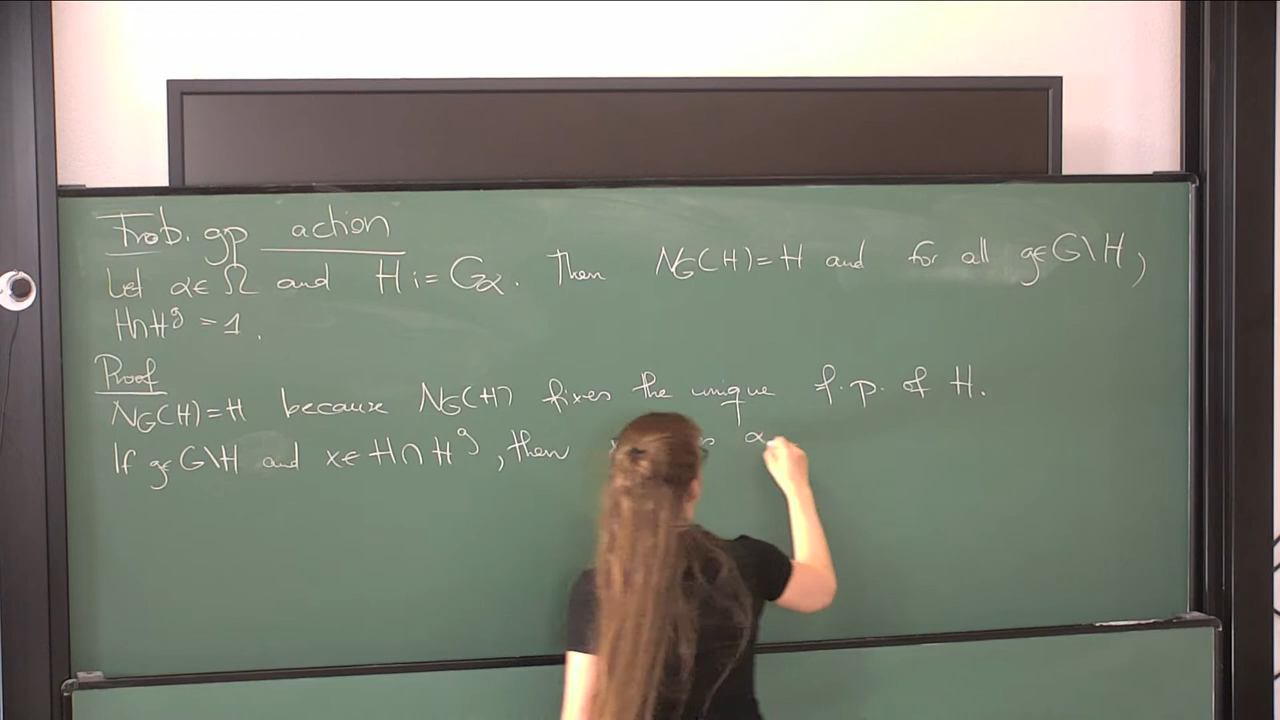 Frob. gp action
Let α∈Ω and H := Gα. Then NG(H)=H and for all g∈G\H,
H∩H^g = 1.
Proof
NG(H)=H because NG(H) fixes the unique f.p. of H.
If g∈G\H and x∈H∩H^g, then α